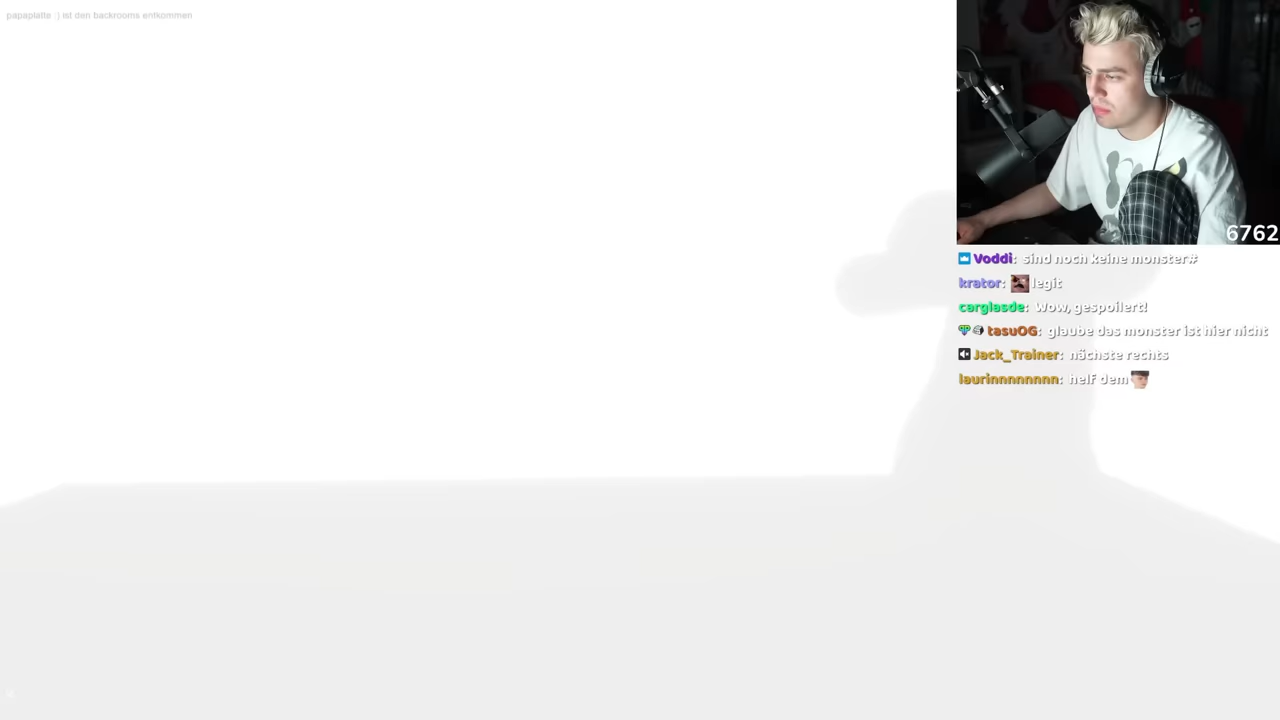 papaplatte :) ist den backrooms entkommen
6762
Voddi: sind noch keine monster#
krator: legit
carglasde: Wow, gespoilert!
tasuOG: glaube das monster ist hier nicht
Jack_Trainer: nächste rechts
laurinnnnnnnn: helf dem